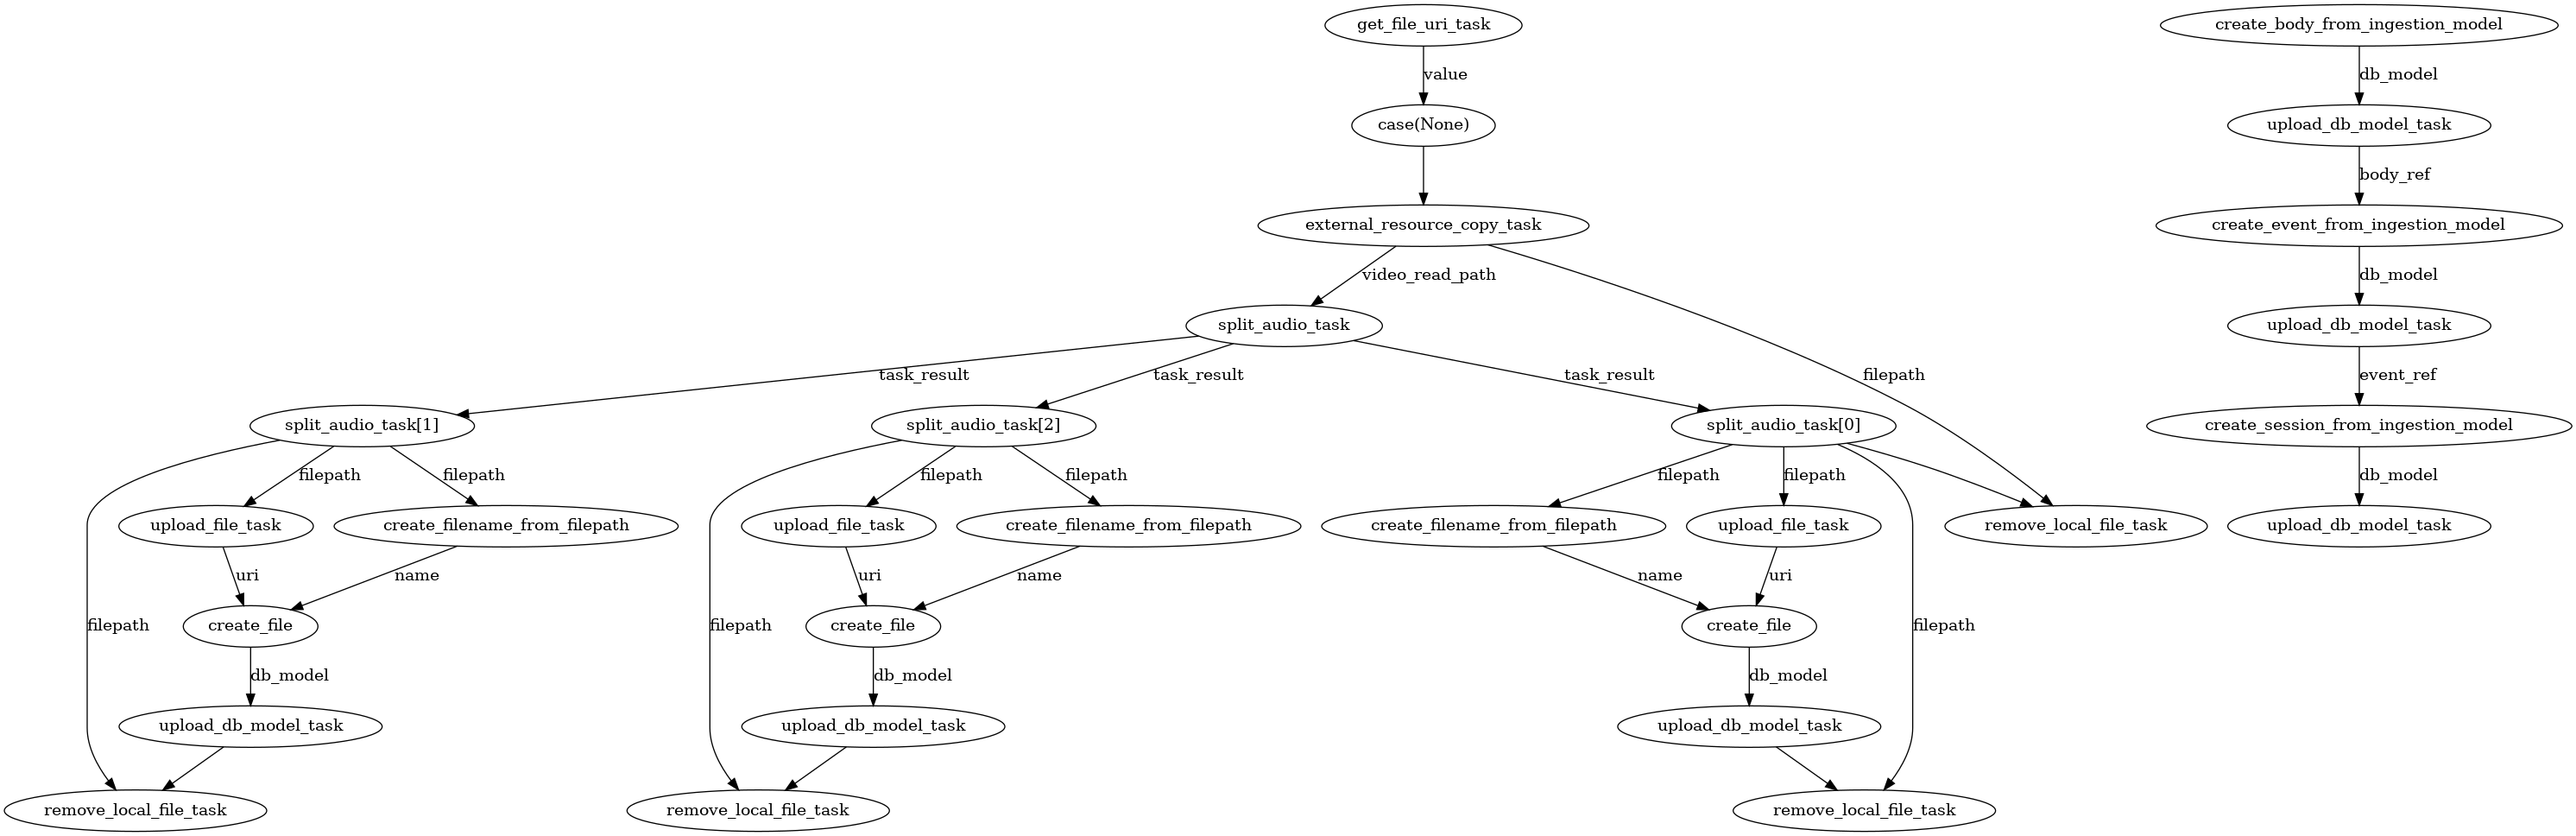 get_file_uri_task
create_body_from_ingestion_model
value
db_model
case(None)
upload_db_model_task
body_ref
external_resource_copy_task
create_event_from_ingestion_model
video_read_path
db_model
split_audio_task
upload_db_model_task
task_result
task_result
task_result
filepath
event_ref
split_audio_task[1]
split_audio_task[2]
split_audio_task[0]
create_session_from_ingestion_model
filepath
filepath
filepath
filepath
filepath
filepath
db_model
upload_file_task
create_filename_from_filepath
upload_file_task
create_filename_from_filepath
create_filename_from_filepath
upload_file_task
remove_local_file_task
upload_db_model_task
uri
name
uri
name
name
uri
filepath
create_file
filepath
create_file
create_file
filepath
db_model
db_model
db_model
upload_db_model_task
upload_db_model_task
upload_db_model_task
remove_local_file_task
remove_local_file_task
remove_local_file_task